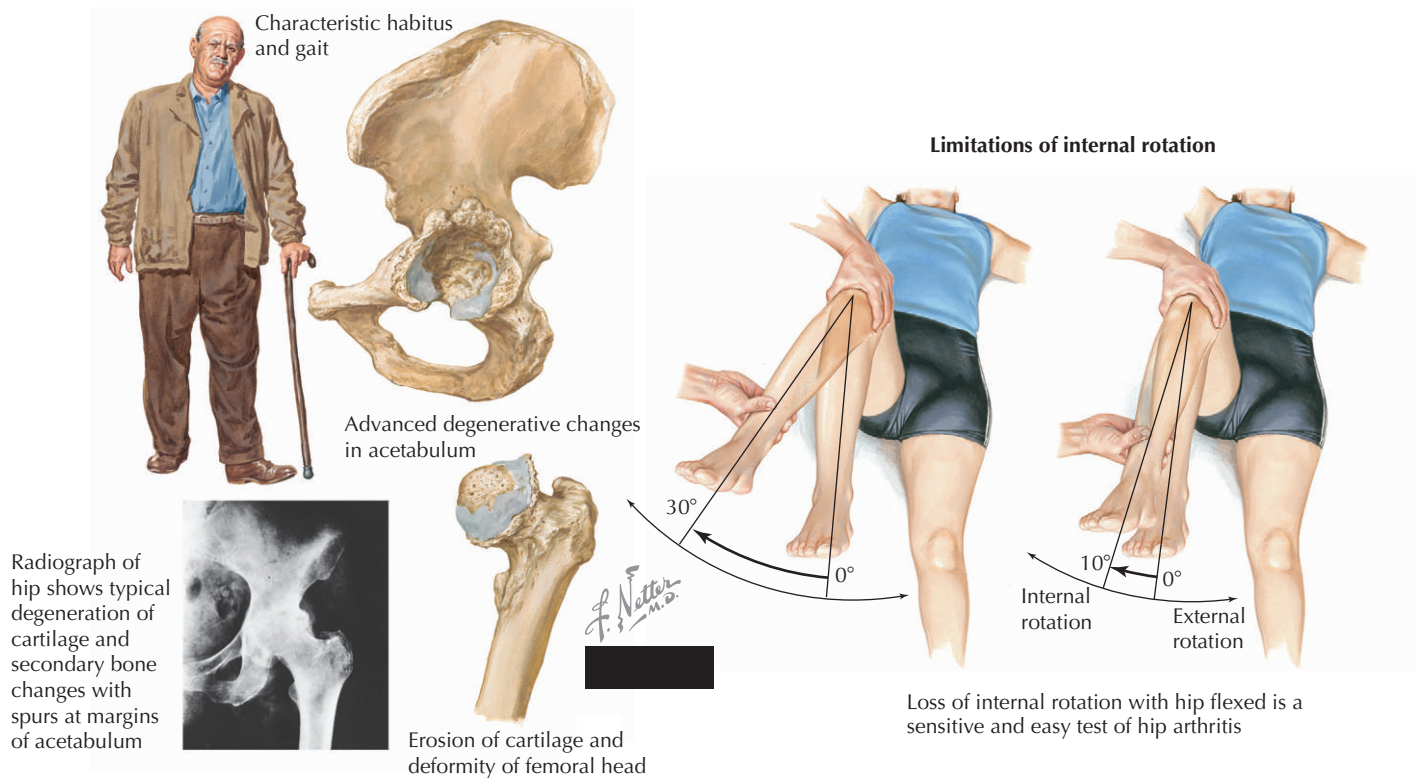 Characteristic habitus
and gait
Limitations of internal rotation
Advanced degenerative changes
in acetabulum
30°
0°
10°
0°
Internal
rotation
External
rotation
Radiograph of
hip shows typical
degeneration of
cartilage and
secondary bone
changes with
spurs at margins
of acetabulum
F. Netter
M.D.
Loss of internal rotation with hip flexed is a
sensitive and easy test of hip arthritis
Erosion of cartilage and
deformity of femoral head